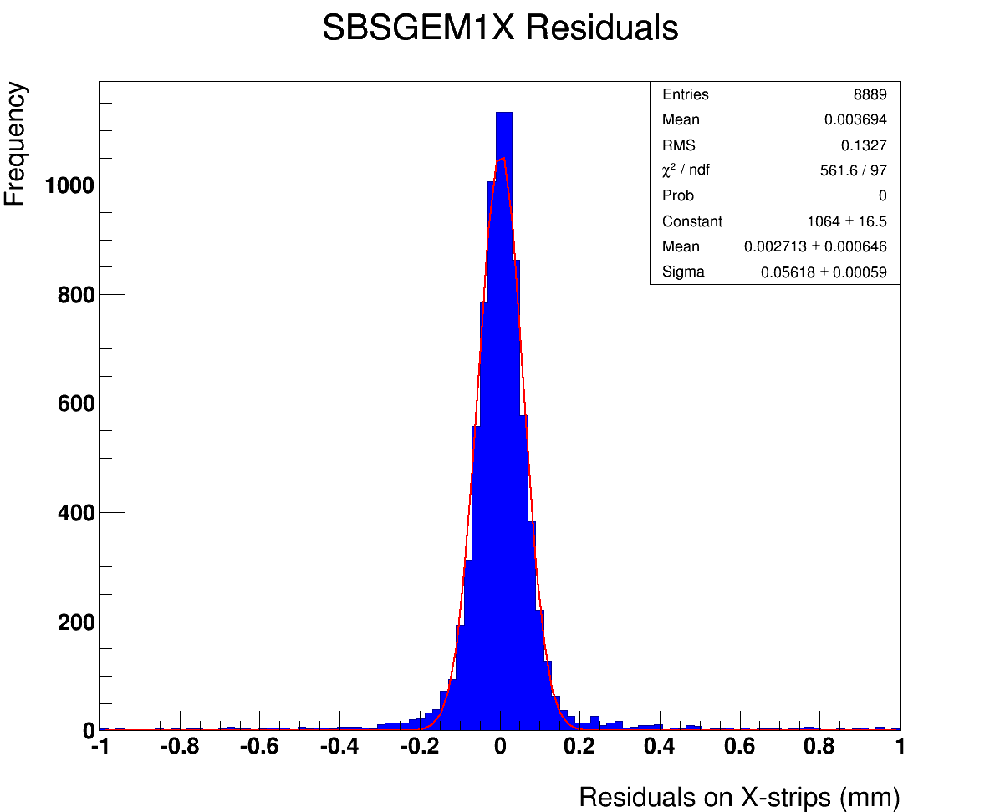 SBSGEM1X Residuals
Frequency
Entries 8889
Mean 0.003694
RMS 0.1327
χ² / ndf 561.6 / 97
Prob 0
Constant 1064 ± 16.5
Mean 0.002713 ± 0.000646
Sigma 0.05618 ± 0.00059
1000
800
600
400
200
0
-1 -0.8 -0.6 -0.4 -0.2 0 0.2 0.4 0.6 0.8 1
Residuals on X-strips (mm)